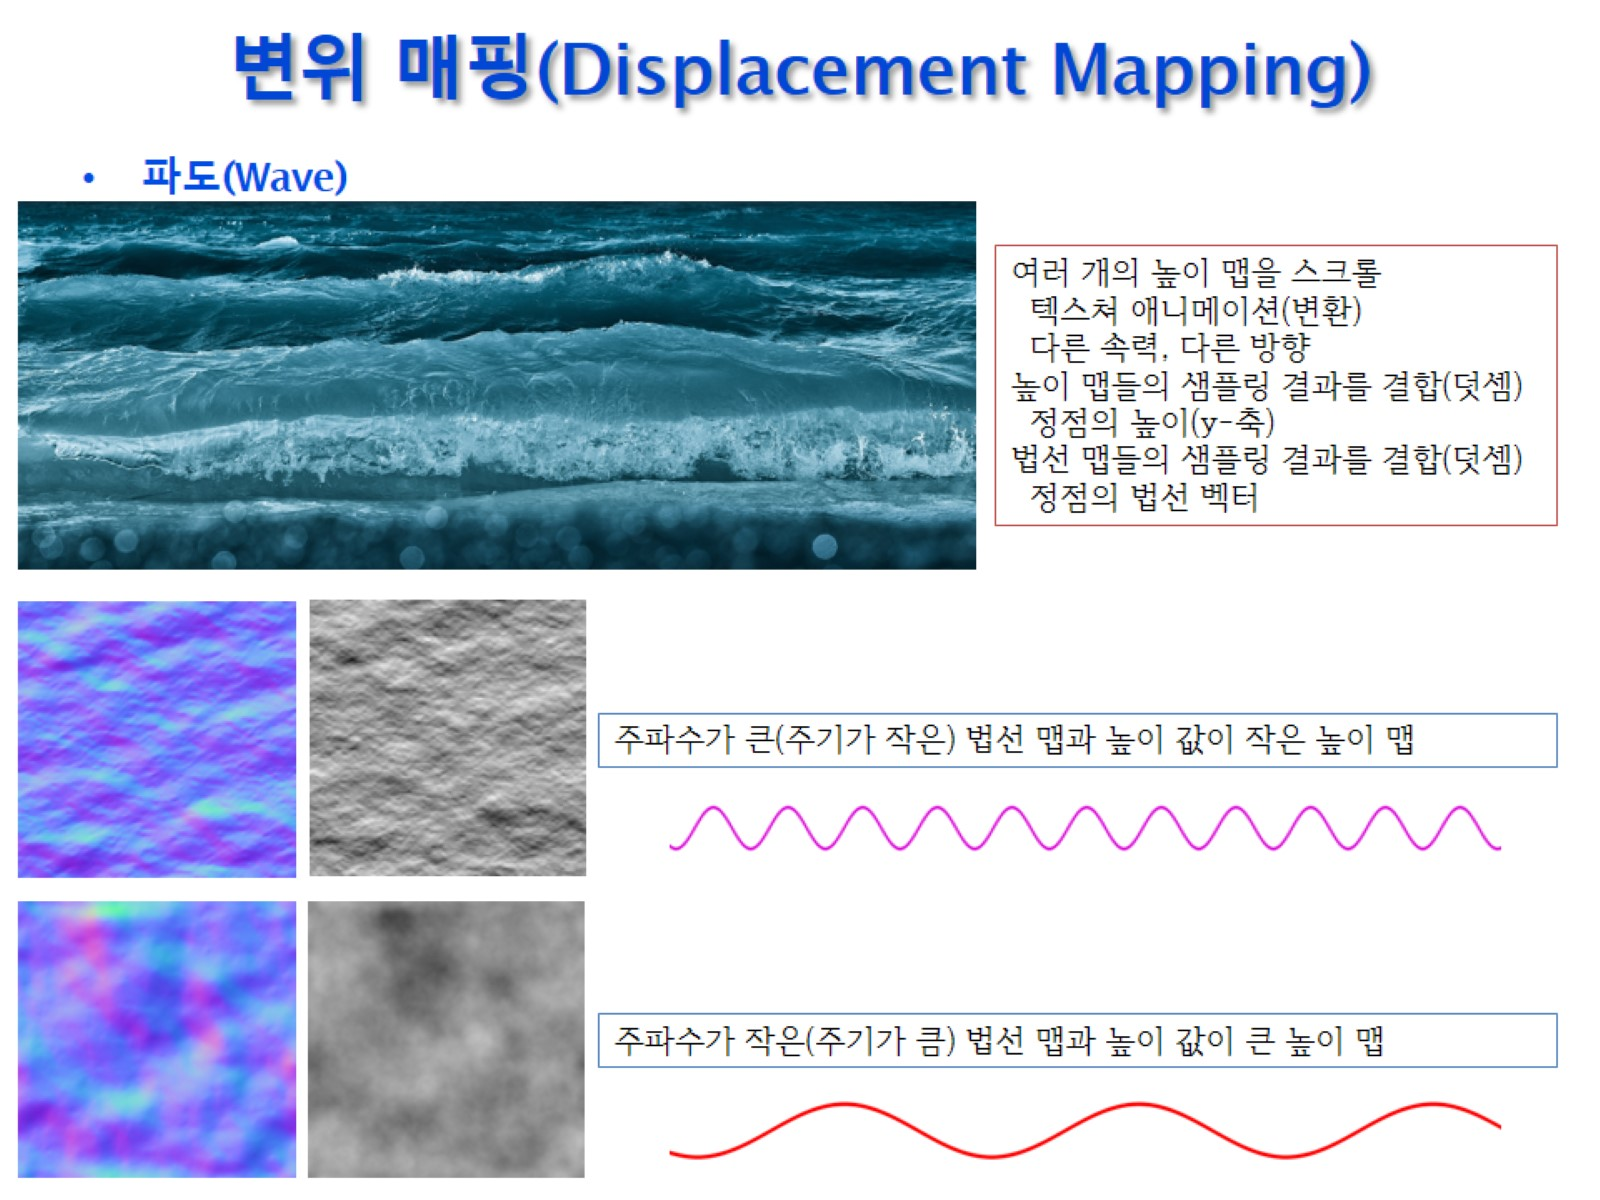 변위 매핑(Displacement Mapping)
• 파도(Wave)
여러 개의 높이 맵을 스크롤
텍스쳐 애니메이션(변환)
다른 속력, 다른 방향
높이 맵들의 샘플링 결과를 결합(덧셈)
정점의 높이(y-축)
법선 맵들의 샘플링 결과를 결합(덧셈)
정점의 법선 벡터
주파수가 큰(주기가 작은) 법선 맵과 높이 값이 작은 높이 맵
주파수가 작은(주기가 큼) 법선 맵과 높이 값이 큰 높이 맵